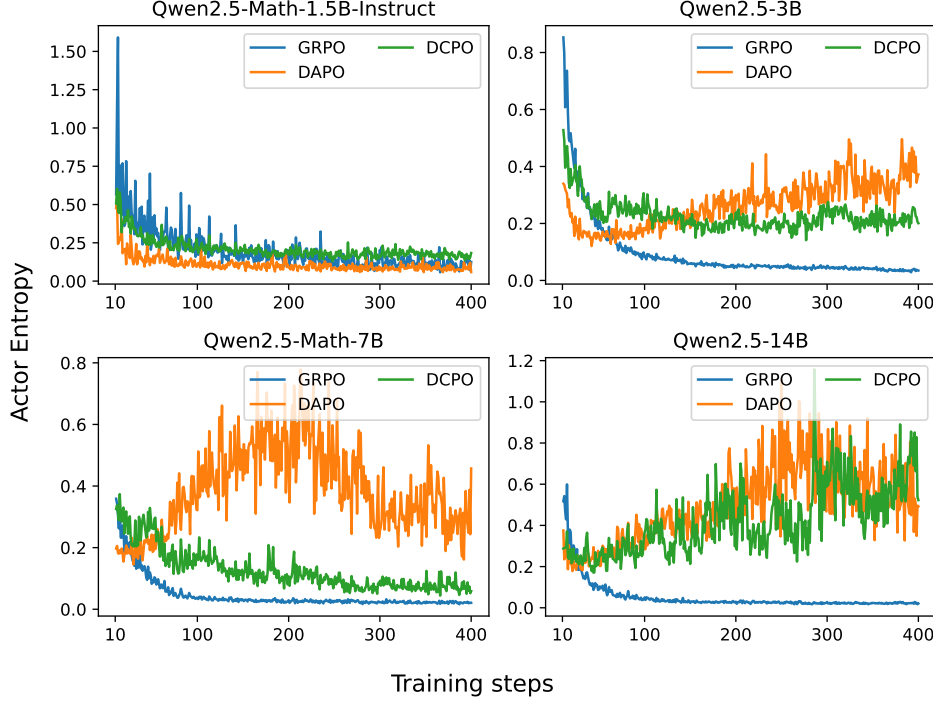 Qwen2.5-Math-1.5B-Instruct
GRPO
DAPO
DCPO
1.50
1.25
1.00
0.75
0.50
0.25
0.00
10
100
200
300
400
Qwen2.5-3B
GRPO
DAPO
DCPO
0.8
0.6
0.4
0.2
0.0
10
100
200
300
400
Actor Entropy
Qwen2.5-Math-7B
GRPO
DAPO
DCPO
0.8
0.6
0.4
0.2
0.0
10
100
200
300
400
Qwen2.5-14B
GRPO
DAPO
DCPO
1.2
1.0
0.8
0.6
0.4
0.2
0.0
10
100
200
300
400
Training steps